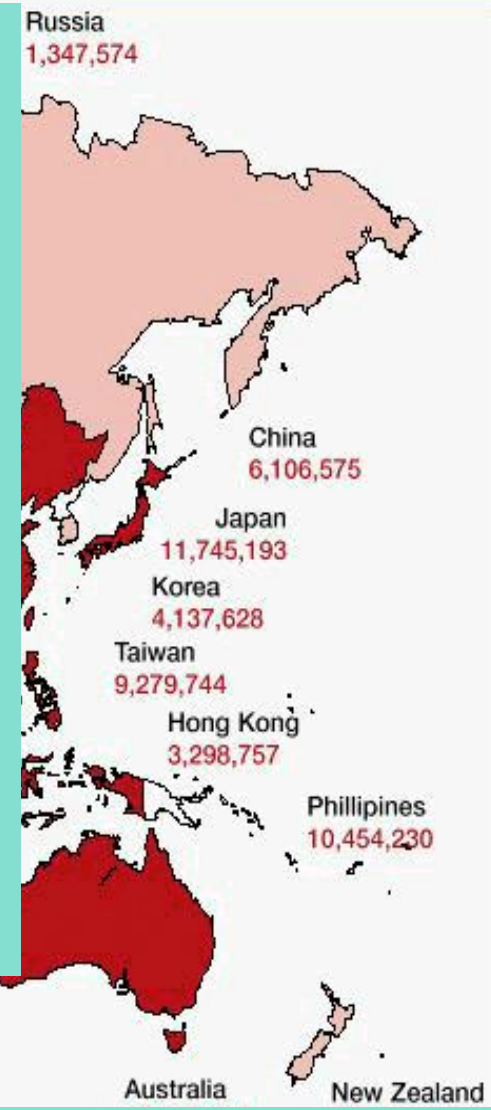 Russia
1,347,574
China
6,106,575
Japan
11,745,193
Korea
4,137,628
Taiwan
9,279,744
Hong Kong
3,298,757
Phillipines
10,454,230
Australia
New Zealand